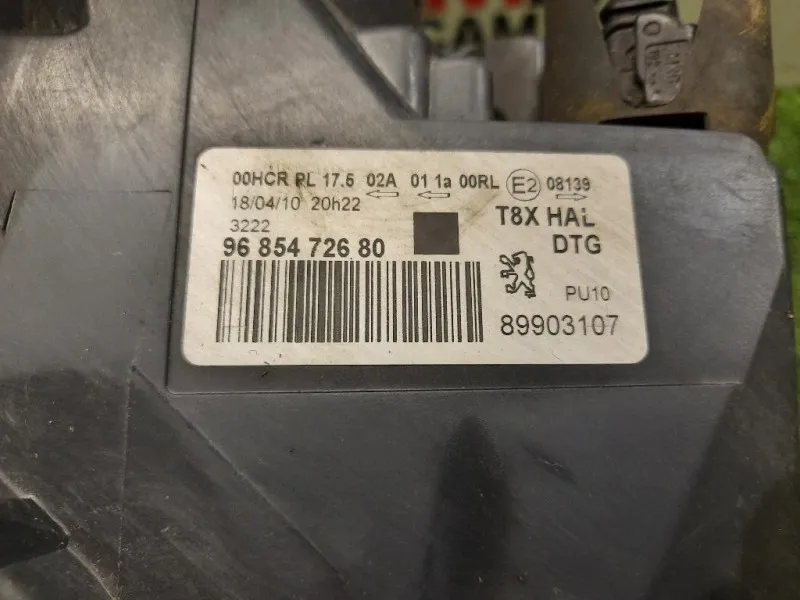 00HCR PL 17.5 02A 01 1a 00RL E2 08139
18/04/10 20h22
3222
T8X HAL
96 854 726 80
DTG
PU10
89903107